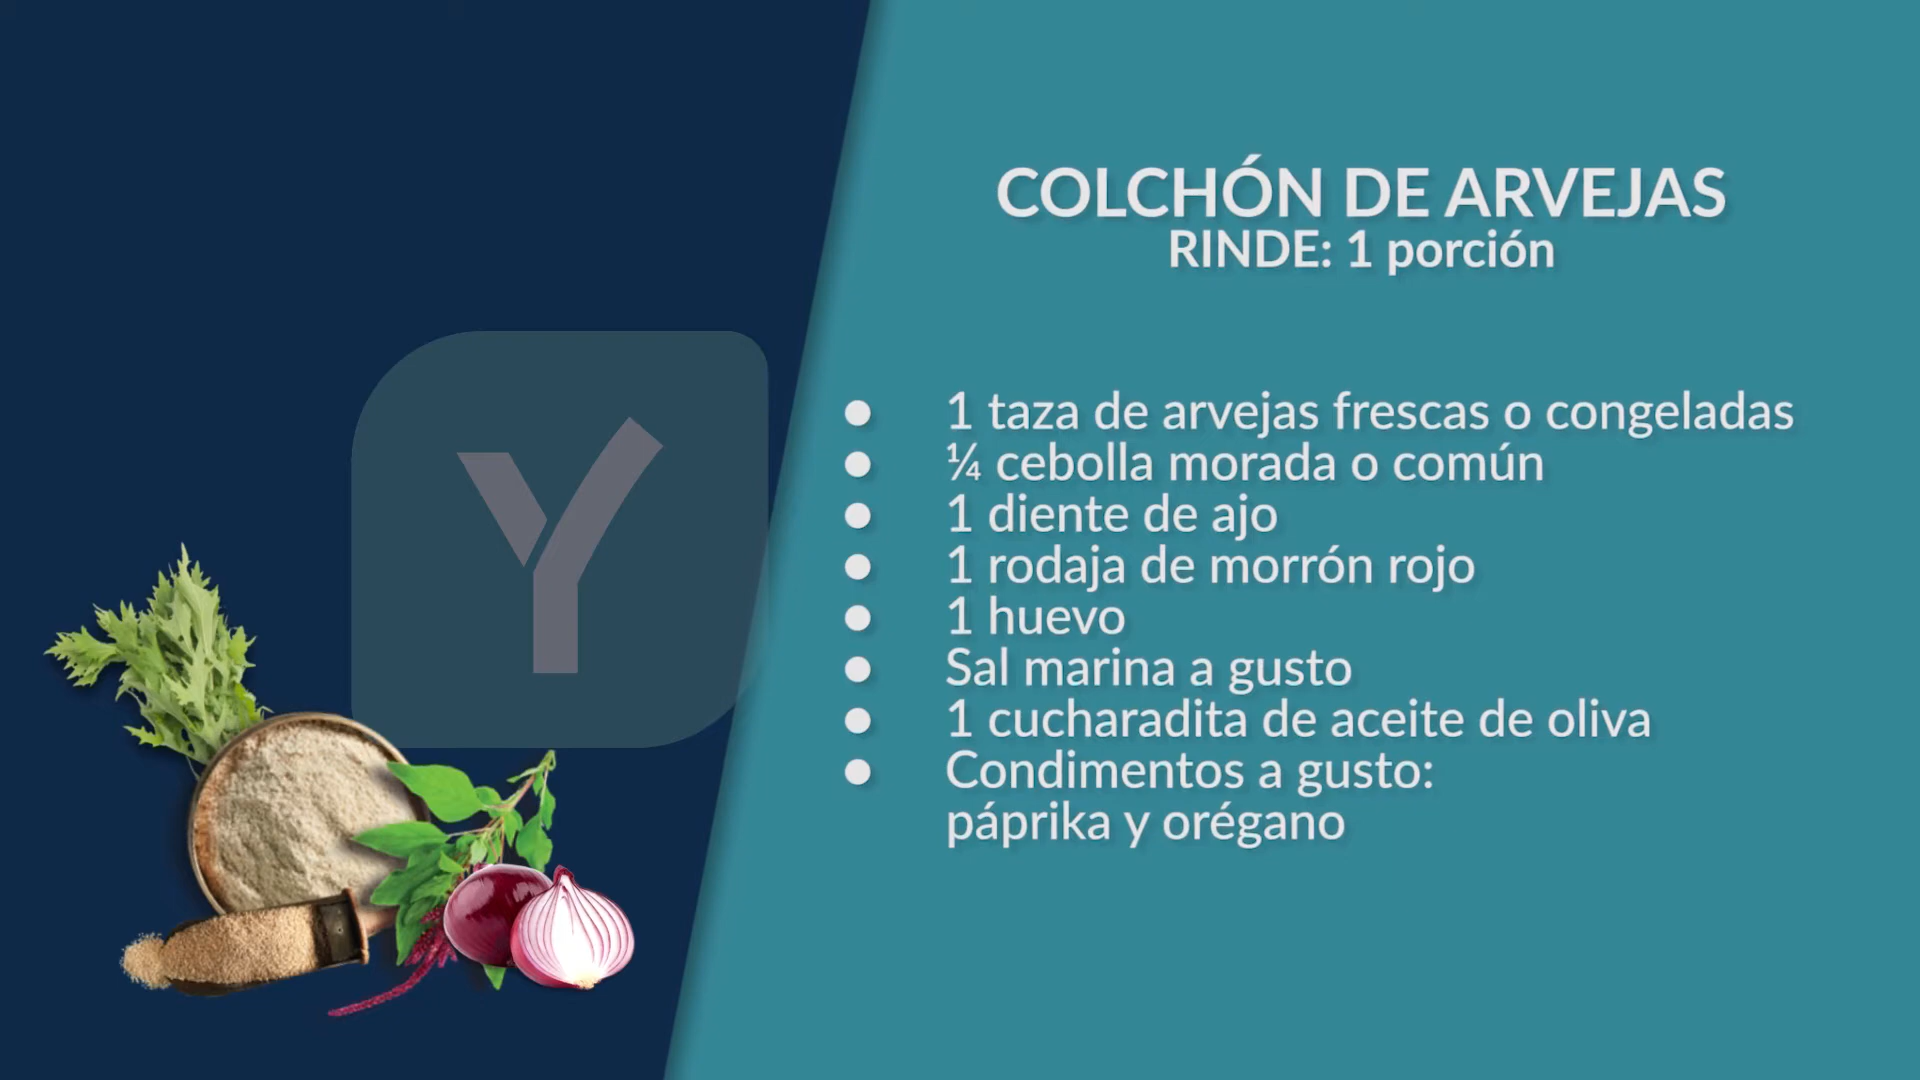 COLCHÓN DE ARVEJAS
RINDE: 1 porción
● 1 taza de arvejas frescas o congeladas
● ¼ cebolla morada o común
● 1 diente de ajo
● 1 rodaja de morrón rojo
● 1 huevo
● Sal marina a gusto
● 1 cucharadita de aceite de oliva
● Condimentos a gusto:
páprika y orégano
Y